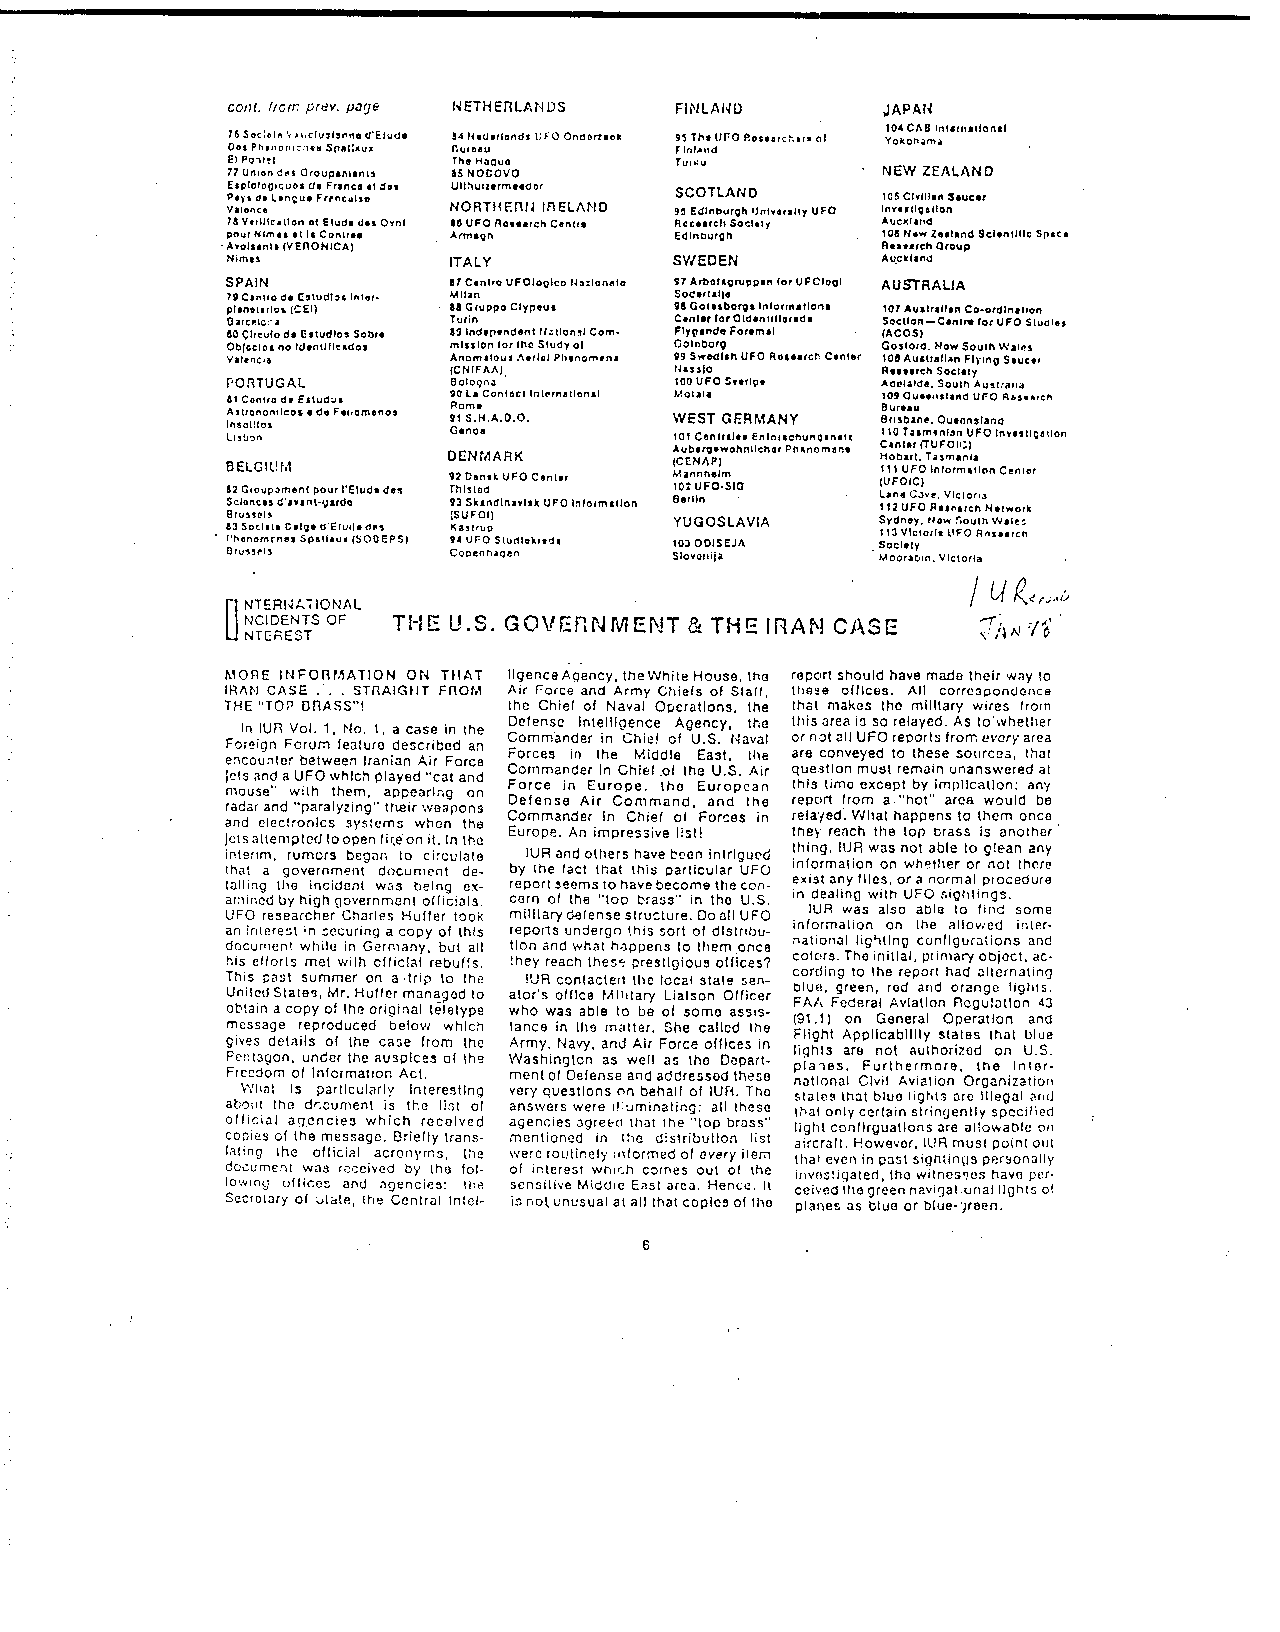 cont. from prev. page
76 Societe Vauclusienne d'Etude
Des Phenomenes Spatiaux
El Pontet
77 Union des Groupements
Esplologiques de France et des
Pays de Langue Francaise
Valence
78 Verification et Etude des Ovni
pour Nimes et la Contree
Avoisante (VERONICA)
Nimes
SPAIN
79 Centro de Estudios Inter-
planetarios (CEI)
Barcelona
80 Circulo de Estudios Sobre
Objectos no Identificados
Valencia
PORTUGAL
81 Centro de Estudos
Astronomicos e de Fenomenos
Insolitos
Lisbon
BELGIUM
82 Groupement pour l'Etude des
Sciences d'avant-garde
Brussels
83 Societe Belge d'Etude des
Phenomenes Spatiaux (SOBEPS)
Brussels
NETHERLANDS
84 Nederlands UFO Onderzoek
Bureau
The Hague
85 NOBOVO
Uithuizermeeder
NORTHERN IRELAND
86 UFO Research Centre
Armagh
ITALY
87 Centro UFOlogico Nazionale
Milan
88 Gruppo Clypeus
Turin
89 Independent National Com-
mission for the Study of
Anomalous Aerial Phenomena
(CNIFAA)
Bologna
90 La Contact International
Rome
91 S.H.A.D.O.
Genoa
DENMARK
92 Dansk UFO Center
Thisted
93 Skandinavisk UFO Information
(SUFOI)
Kastrup
94 UFO Studiekreds
Copenhagen
FINLAND
95 The UFO Researchers of
Finland
Turku
SCOTLAND
95 Edinburgh University UFO
Research Society
Edinburgh
SWEDEN
97 Arbetsgruppen for UFOlogi
Socertalje
98 Goteborgs Informations
Center for Oidentifierade
Flygande Foremal
Goteborg
99 Swedish UFO Research Center
Nassjo
100 UFO Sverige
Motala
WEST GERMANY
101 Centrales Enforschungsnetz
Aubergewohnlicher Phanomane
(CENAP)
Mannheim
102 UFO-SIG
Berlin
YUGOSLAVIA
103 ODISEJA
Slovenija
JAPAN
104 CAB International
Yokohama
NEW ZEALAND
105 Civilian Saucer
Investigation
Auckland
106 New Zealand Scientific Space
Research Group
Auckland
AUSTRALIA
107 Australian Co-ordination
Section—Centre for UFO Studies
(ACOS)
Gosford, New South Wales
108 Australian Flying Saucer
Research Society
Adelaide, South Australia
109 Queensland UFO Research
Bureau
Brisbane, Queensland
110 Tasmanian UFO Investigation
Center (TUFOIC)
Hobart, Tasmania
111 UFO Information Center
(UFOIC)
Lane Cove, Victoria
112 UFO Research Network
Sydney, New South Wales
113 Victoria UFO Research
Society
Moorabin, Victoria
INTERNATIONAL
INCIDENTS OF
INTEREST
THE U.S. GOVERNMENT & THE IRAN CASE
IUR
JAN 78
MORE INFORMATION ON THAT
IRAN CASE . . . STRAIGHT FROM
THE "TOP BRASS"!
In IUR Vol. 1, No. 1, a case in the
Foreign Forum feature described an
encounter between Iranian Air Force
jets and a UFO which played "cat and
mouse" with them, appearing on
radar and "paralyzing" their weapons
and electronics systems when the
jets attempted to open fire on it. In the
interim, rumors began to circulate
that a government document de-
tailing the incident was being ex-
amined by high government officials.
UFO researcher Charles Huffer took
an interest in securing a copy of this
document while in Germany, but all
his efforts met with official rebuffs.
This past summer on a trip to the
United States, Mr. Huffer managed to
obtain a copy of the original teletype
message reproduced below which
gives details of the case from the
Pentagon, under the auspices of the
Freedom of Information Act.
What is particularly interesting
about the document is the list of
official agencies which received
copies of the message. Briefly trans-
lating the official acronyms, the
document was received by the fol-
lowing offices and agencies: the
Secretary of State, the Central Intel-
ligence Agency, the White House, the
Air Force and Army Chiefs of Staff,
the Chief of Naval Operations, the
Defense Intelligence Agency, the
Commander in Chief of U.S. Naval
Forces in the Middle East, the
Commander in Chief of the U.S. Air
Force in Europe, the European
Defense Air Command, and the
Commander in Chief of Forces in
Europe. An impressive list!
IUR and others have been intrigued
by the fact that this particular UFO
report seems to have become the con-
cern of the "top brass" in the U.S.
military defense structure. Do all UFO
reports undergo this sort of distribu-
tion and what happens to them once
they reach these prestigious offices?
IUR contacted the local state sen-
ator's office Military Liaison Officer
who was able to be of some assis-
tance in the matter. She called the
Army, Navy, and Air Force offices in
Washington as well as the Depart-
ment of Defense and addressed these
very questions on behalf of IUR. The
answers were illuminating: all these
agencies agreed that the "top brass"
mentioned in the distribution list
were routinely informed of every item
of interest which comes out of the
sensitive Middle East area. Hence, it
is not unusual at all that copies of the
report should have made their way to
these offices. All correspondence
that makes the military wires from
this area is so relayed. As to whether
or not all UFO reports from every area
are conveyed to these sources, that
question must remain unanswered at
this time except by implication: any
report from a "hot" area would be
relayed. What happens to them once
they reach the top brass is another
thing. IUR was not able to glean any
information on whether or not there
exist any files, or a normal procedure
in dealing with UFO sightings.
IUR was also able to find some
information on the allowed inter-
national lighting configurations and
colors. The initial, primary object, ac-
cording to the report had alternating
blue, green, red and orange lights.
FAA Federal Aviation Regulation 43
(91.1) on General Operation and
Flight Applicability states that blue
lights are not authorized on U.S.
planes. Furthermore, the Inter-
national Civil Aviation Organization
states that blue lights are illegal and
that only certain stringently specified
light confirguations are allowable on
aircraft. However, IUR must point out
that even in past sightings personally
investigated, the witnesses have per-
ceived the green navigational lights of
planes as blue or blue-green.
6